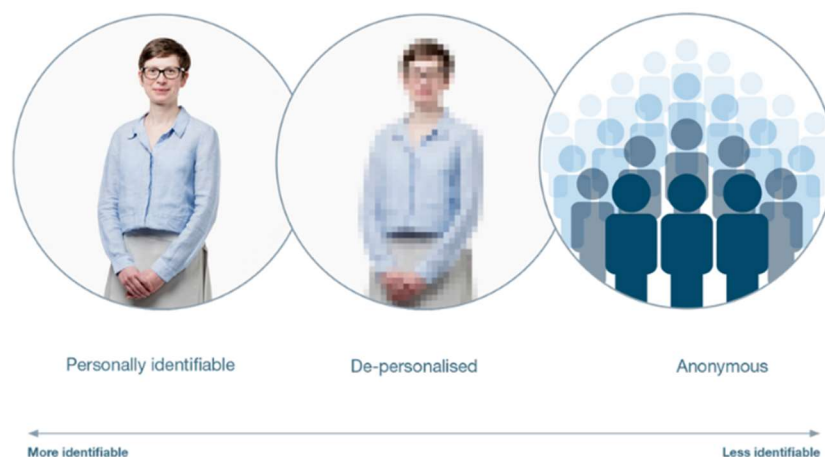 Personally identifiable
De-personalised
Anonymous
More identifiable
Less identifiable